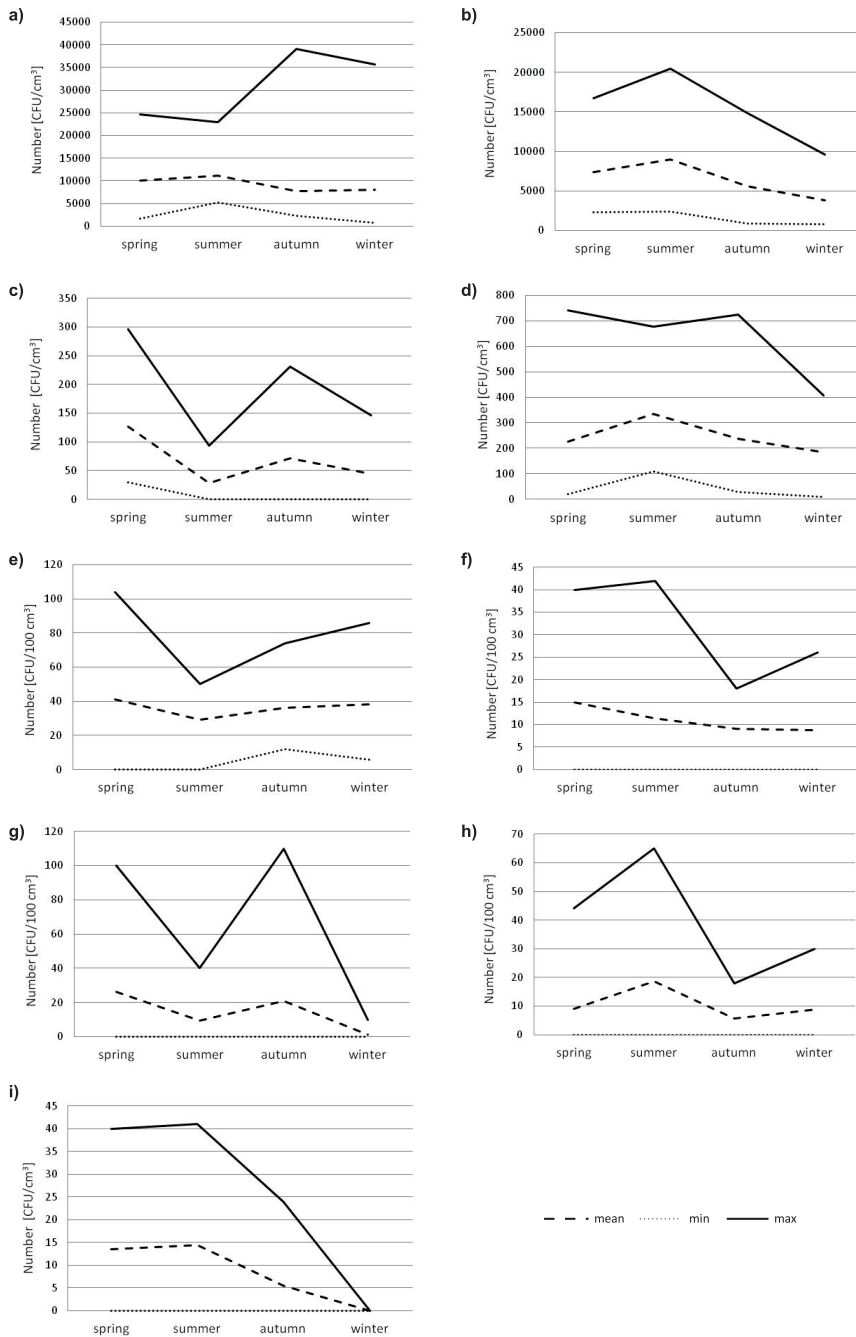 a)
Number [CFU/cm³]
45000
40000
35000
30000
25000
20000
15000
10000
5000
0
spring summer autumn winter
b)
Number [CFU/cm³]
25000
20000
15000
10000
5000
0
spring summer autumn winter
c)
Number [CFU/cm³]
350
300
250
200
150
100
50
0
spring summer autumn winter
d)
Number [CFU/cm³]
800
700
600
500
400
300
200
100
0
spring summer autumn winter
e)
Number [CFU/100 cm³]
120
100
80
60
40
20
0
spring summer autumn winter
f)
Number [CFU/100 cm³]
45
40
35
30
25
20
15
10
5
0
spring summer autumn winter
g)
Number [CFU/100 cm³]
120
100
80
60
40
20
0
spring summer autumn winter
h)
Number [CFU/100 cm³]
70
60
50
40
30
20
10
0
spring summer autumn winter
i)
Number [CFU/cm³]
45
40
35
30
25
20
15
10
5
0
spring summer autumn winter
mean min max